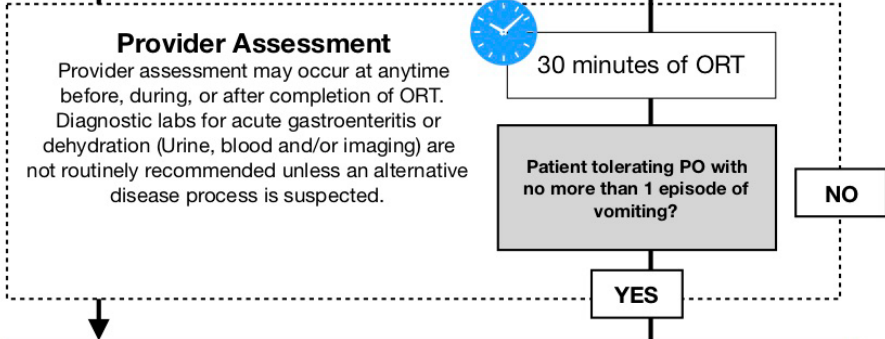 Provider Assessment
Provider assessment may occur at anytime
before, during, or after completion of ORT.
Diagnostic labs for acute gastroenteritis or
dehydration (Urine, blood and/or imaging) are
not routinely recommended unless an alternative
disease process is suspected.
30 minutes of ORT
Patient tolerating PO with
no more than 1 episode of
vomiting?
NO
YES